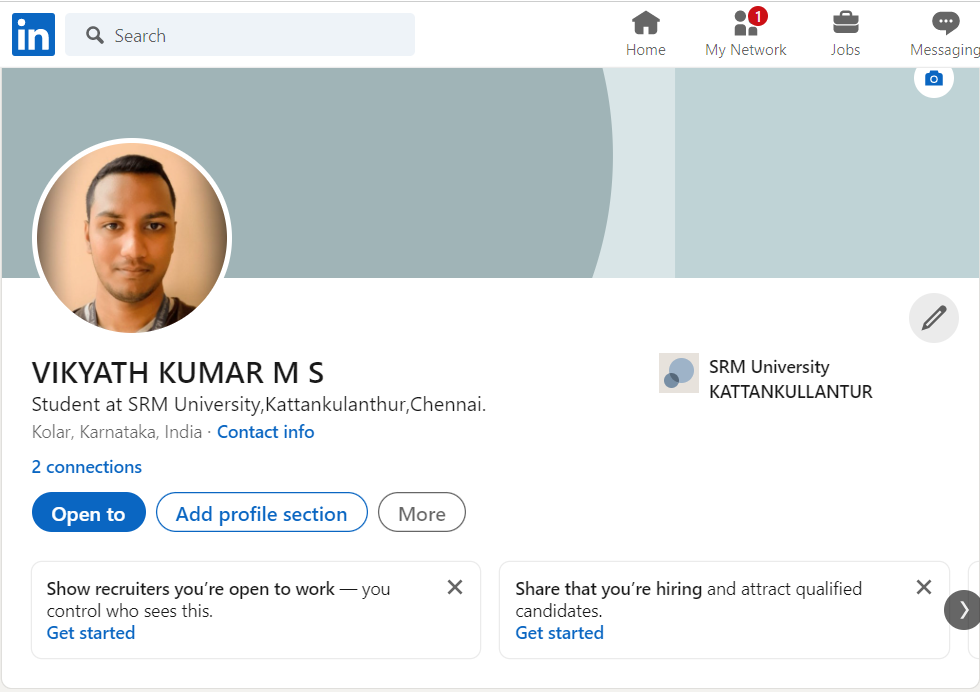 in
Search
Home
1
My Network
Jobs
Messaging
VIKYATH KUMAR M S
Student at SRM University,Kattankulanthur,Chennai.
Kolar, Karnataka, India · Contact info
2 connections
SRM University
KATTANKULLANTUR
Open to
Add profile section
More
Show recruiters you’re open to work — you
control who sees this.
Get started
Share that you’re hiring and attract qualified
candidates.
Get started